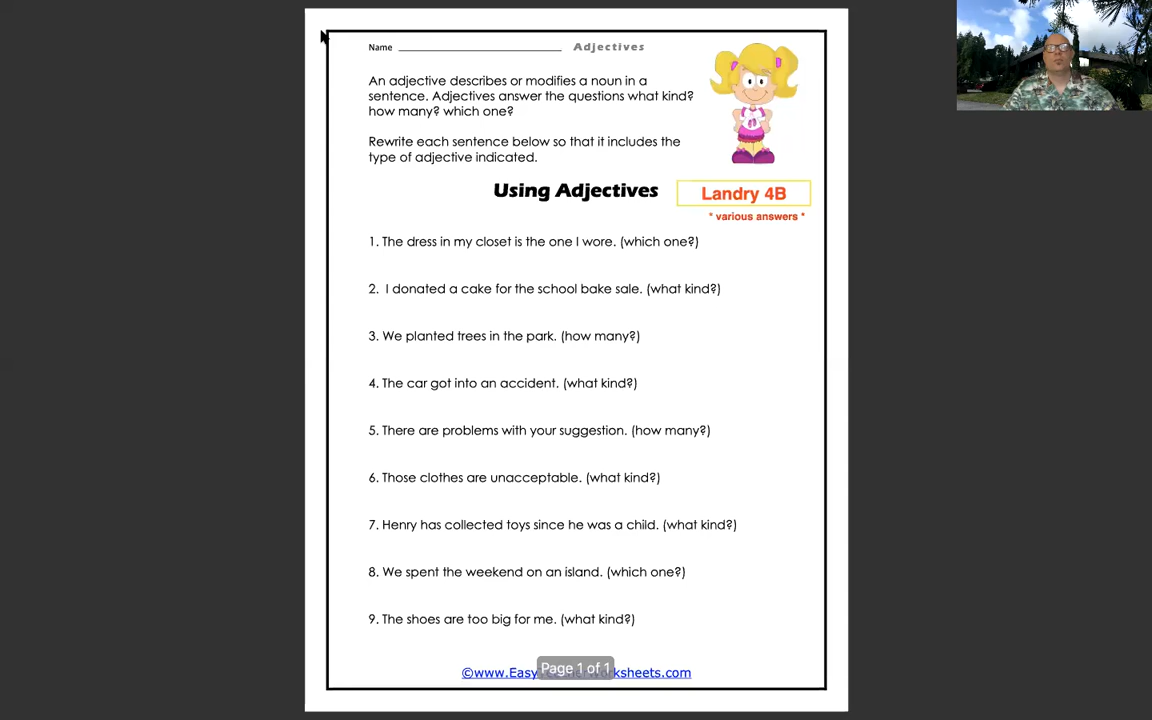 Name Adjectives
An adjective describes or modifies a noun in a
sentence. Adjectives answer the questions what kind?
how many? which one?
Rewrite each sentence below so that it includes the
type of adjective indicated.
Using Adjectives
Landry 4B
* various answers *
1. The dress in my closet is the one I wore. (which one?)
2. I donated a cake for the school bake sale. (what kind?)
3. We planted trees in the park. (how many?)
4. The car got into an accident. (what kind?)
5. There are problems with your suggestion. (how many?)
6. Those clothes are unacceptable. (what kind?)
7. Henry has collected toys since he was a child. (what kind?)
8. We spent the weekend on an island. (which one?)
9. The shoes are too big for me. (what kind?)
Page 1 of 1